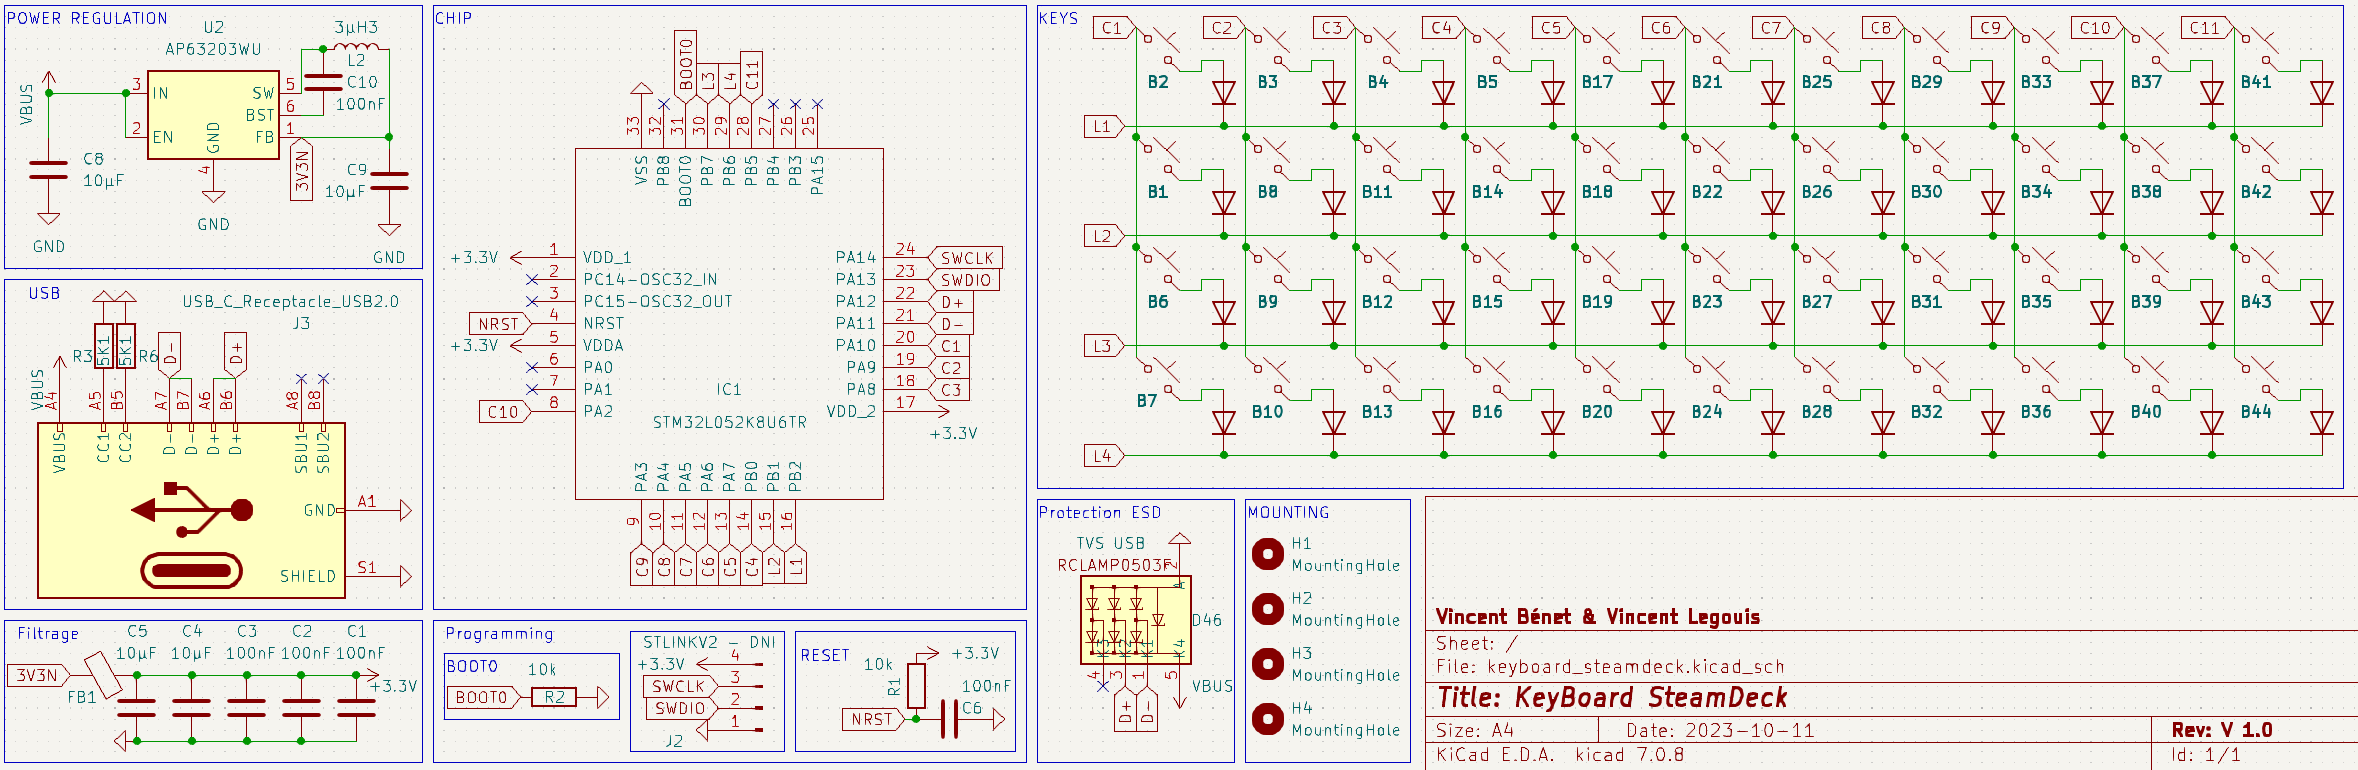 POWER REGULATION
U2
AP63203WU
3µH3
L2
C10
100nF
VBUS
3
IN
2
EN
SW
5
BST
6
FB
1
GND
4
3V3N
C8
10µF
C9
10µF
GND
GND
GND
USB
USB_C_Receptacle_USB2.0
J3
R3
5K1
5K1
R6
D-
D+
VBUS
A4
A5
B5
A7
B7
A6
B6
A8
B8
VBUS
CC1
CC2
D-
D-
D+
D+
SBU1
SBU2
GND
A1
SHIELD
S1
Filtrage
C5
C4
C3
C2
C1
10µF
10µF
100nF
100nF
100nF
3V3N
FB1
+3.3V
CHIP
BOOT0
L3
L4
C11
33
32
31
30
29
28
27
26
25
VSS
PB8
BOOT0
PB7
PB6
PB5
PB4
PB3
PA15
+3.3V
1
VDD_1
2
PC14-OSC32_IN
3
PC15-OSC32_OUT
NRST
4
NRST
+3.3V
5
VDDA
6
PA0
7
PA1
C10
8
PA2
PA14
24
SWCLK
PA13
23
SWDIO
PA12
22
D+
PA11
21
D-
PA10
20
C1
PA9
19
C2
PA8
18
C3
VDD_2
17
+3.3V
IC1
STM32L052K8U6TR
PA3
PA4
PA5
PA6
PA7
PB0
PB1
PB2
9
10
11
12
13
14
15
16
C9
C8
C7
C6
C5
C4
L2
L1
Programming
BOOT0
10k
BOOT0
R2
STLINKV2 - DNI
+3.3V
4
SWCLK
3
SWDIO
2
1
J2
RESET
10k
R1
+3.3V
100nF
C6
NRST
KEYS
C1
C2
C3
C4
C5
C6
C7
C8
C9
C10
C11
B2
B3
B4
B5
B17
B21
B25
B29
B33
B37
B41
L1
B1
B8
B11
B14
B18
B22
B26
B30
B34
B38
B42
L2
B6
B9
B12
B15
B19
B23
B27
B31
B35
B39
B43
L3
B7
B10
B13
B16
B20
B24
B28
B32
B36
B40
B44
L4
Protection ESD
TVS USB
RCLAMP0503F
2
A
D46
K3
K2
K1
K4
4
3
1
5
D+
D-
VBUS
MOUNTING
H1
MountingHole
H2
MountingHole
H3
MountingHole
H4
MountingHole
Vincent Bénet & Vincent Legouis
Sheet: /
File: keyboard_steamdeck.kicad_sch
Title: KeyBoard SteamDeck
Size: A4
Date: 2023-10-11
Rev: V 1.0
KiCad E.D.A.  kicad 7.0.8
Id: 1/1